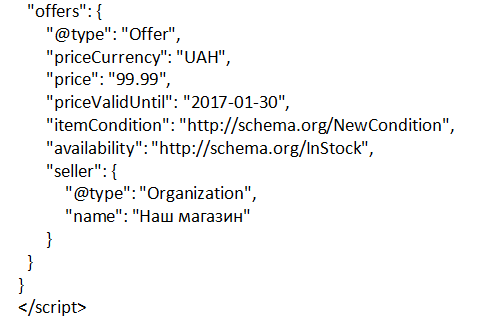 "offers": {
"@type": "Offer",
"priceCurrency": "UAH",
"price": "99.99",
"priceValidUntil": "2017-01-30",
"itemCondition": "http://schema.org/NewCondition",
"availability": "http://schema.org/InStock",
"seller": {
"@type": "Organization",
"name": "Наш магазин"
}
}
}
</script>